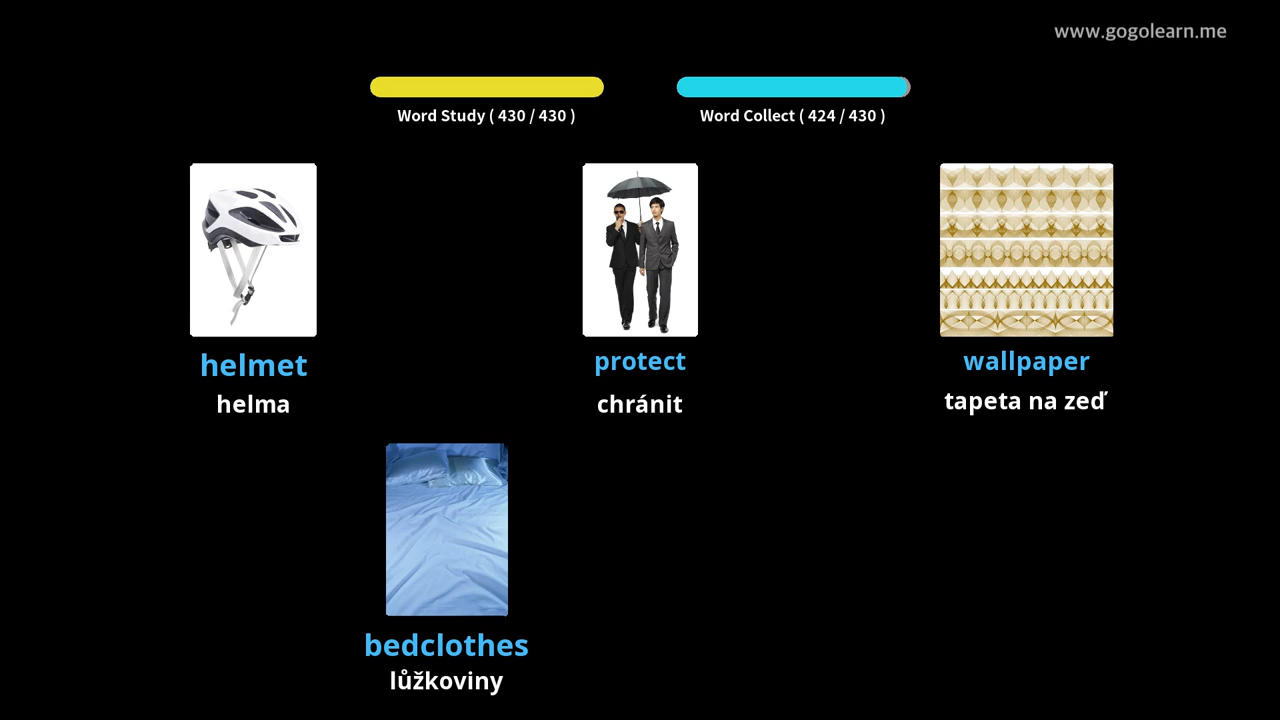 www.gogolearn.me
Word Study ( 430 / 430 )
Word Collect ( 424 / 430 )
helmet
helma
protect
chránit
wallpaper
tapeta na zeď
bedclothes
lůžkoviny